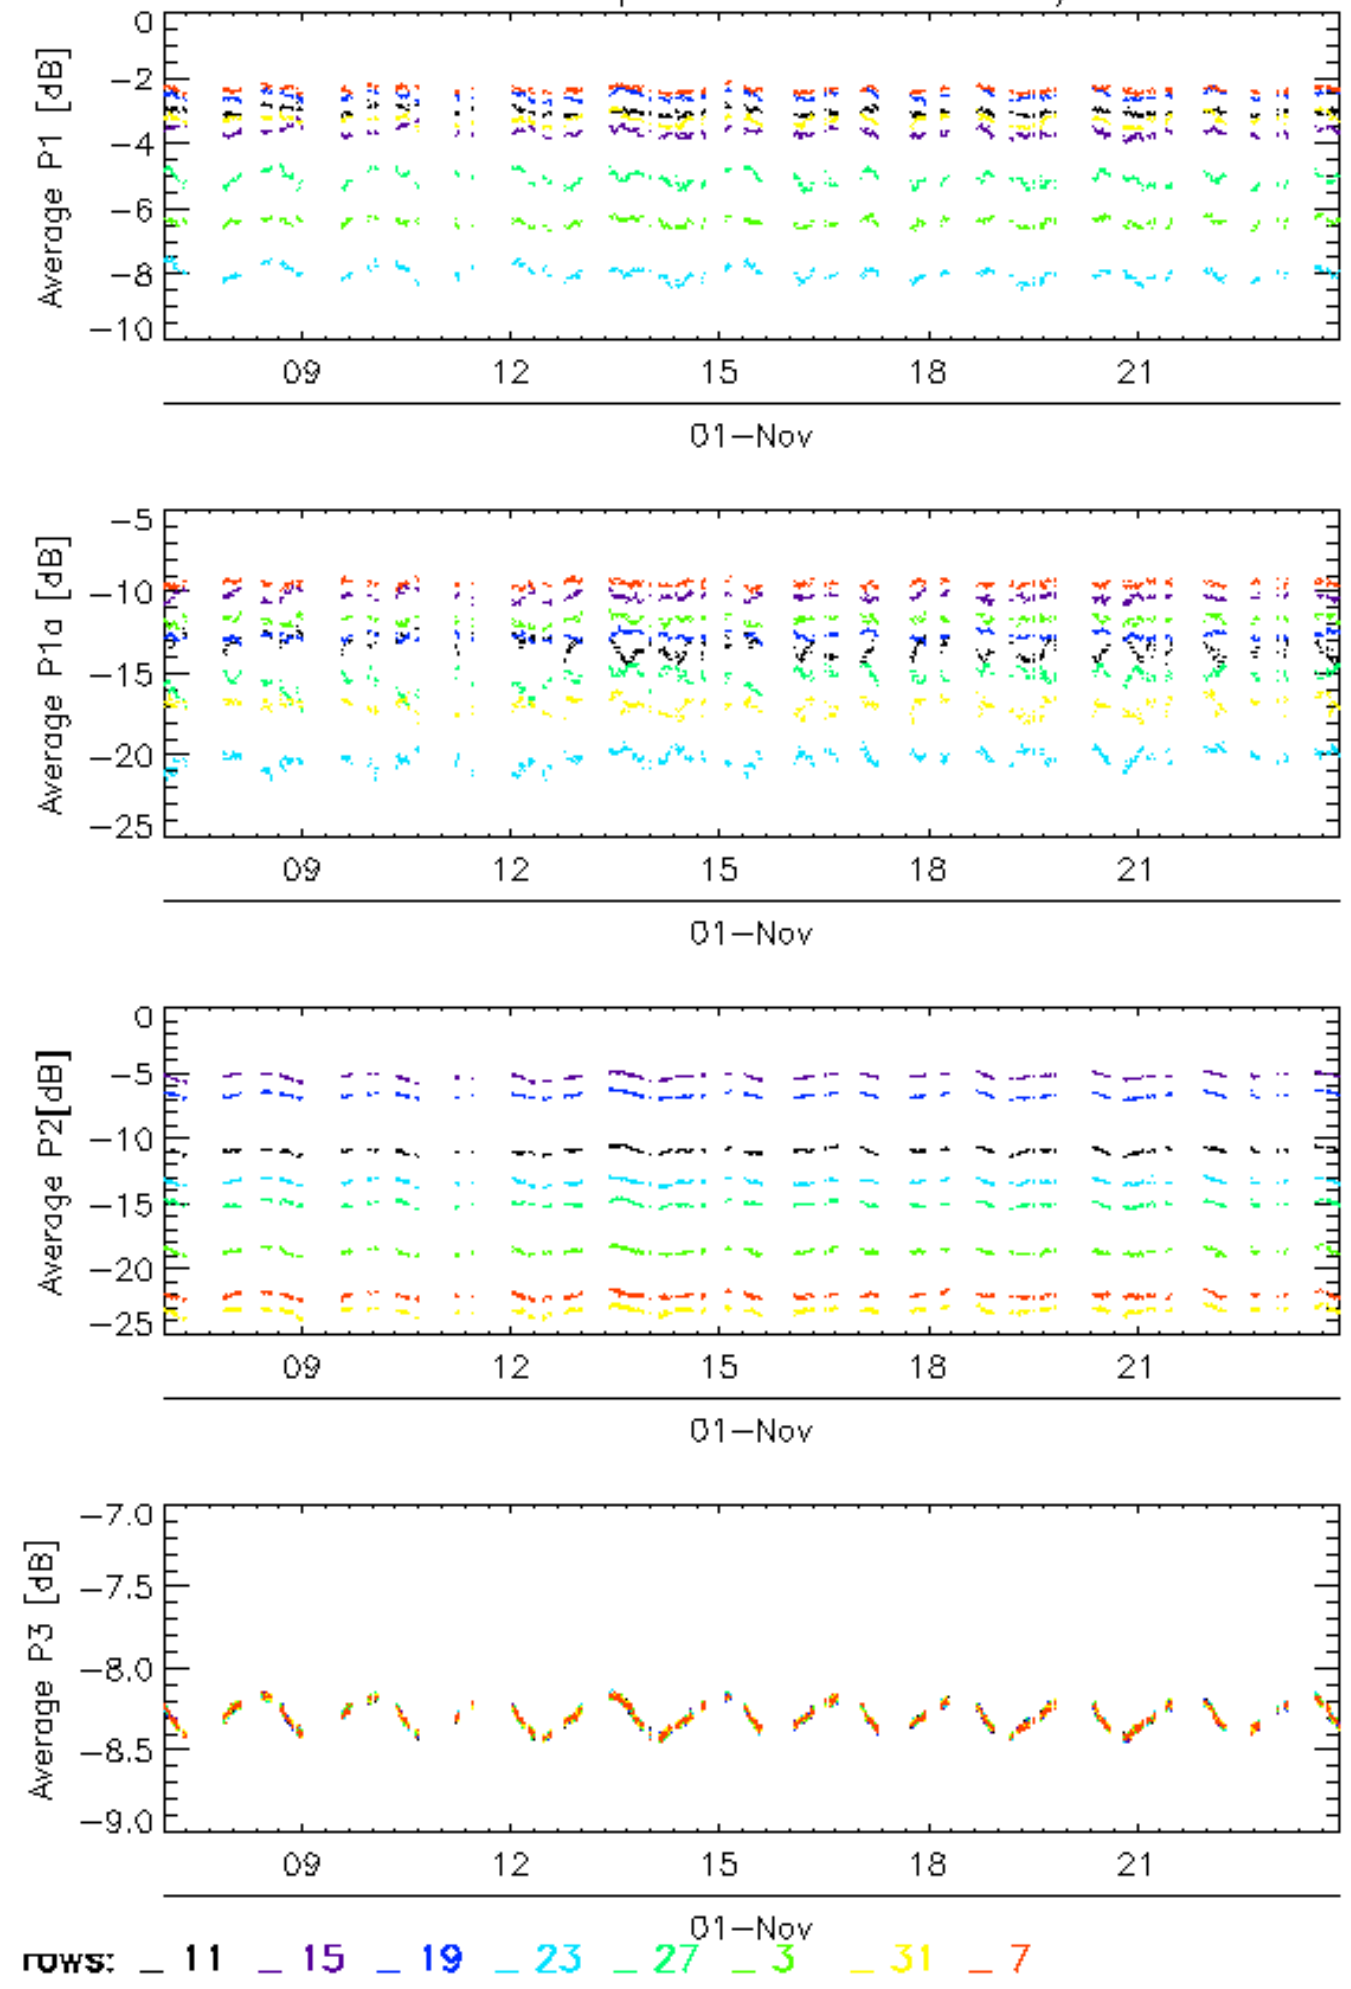 Average P1 [dB]
0
−2
−4
−6
−8
−10
09 12 15 18 21
01−Nov
Average P1a [dB]
−5
−10
−15
−20
−25
09 12 15 18 21
01−Nov
Average P2[dB]
0
−5
−10
−15
−20
−25
09 12 15 18 21
01−Nov
Average P3 [dB]
−7.0
−7.5
−8.0
−8.5
−9.0
09 12 15 18 21
01−Nov
rows: _ 11 _ 15 _ 19 _ 23 _ 27 _ 3 _ 31 _ 7